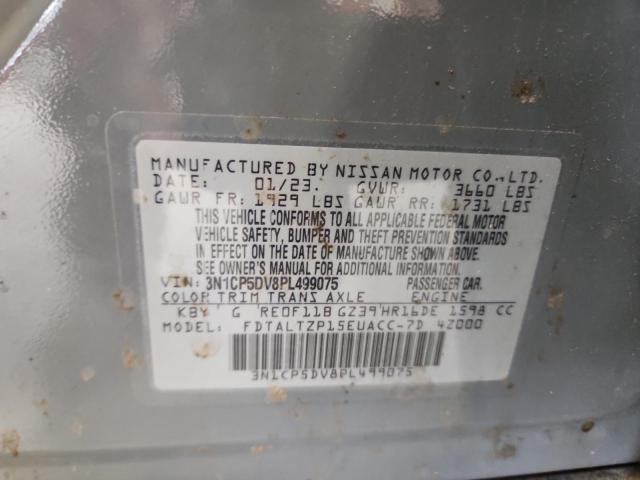 MANUFACTURED BY NISSAN MOTOR CO.,LTD.
DATE: 01/23. GVWR: 3660 LBS
GAWR FR: 1929 LBS GAWR RR: 1731 LBS
THIS VEHICLE CONFORMS TO ALL APPLICABLE FEDERAL MOTOR
VEHICLE SAFETY, BUMPER AND THEFT PREVENTION STANDARDS
IN EFFECT ON THE DATE OF MANUFACTURE SHOWN ABOVE.
SEE OWNER'S MANUAL FOR ADDITIONAL INFORMATION.
VIN: 3N1CP5DV8PL499075 PASSENGER CAR.
COLOR TRIM TRANS AXLE ENGINE
KBY G RE0F11B GZ39 HR16DE 1598 CC
MODEL: FDTALTZP15EUACC-7D 4Z000
3N1CP5DV8PL499075